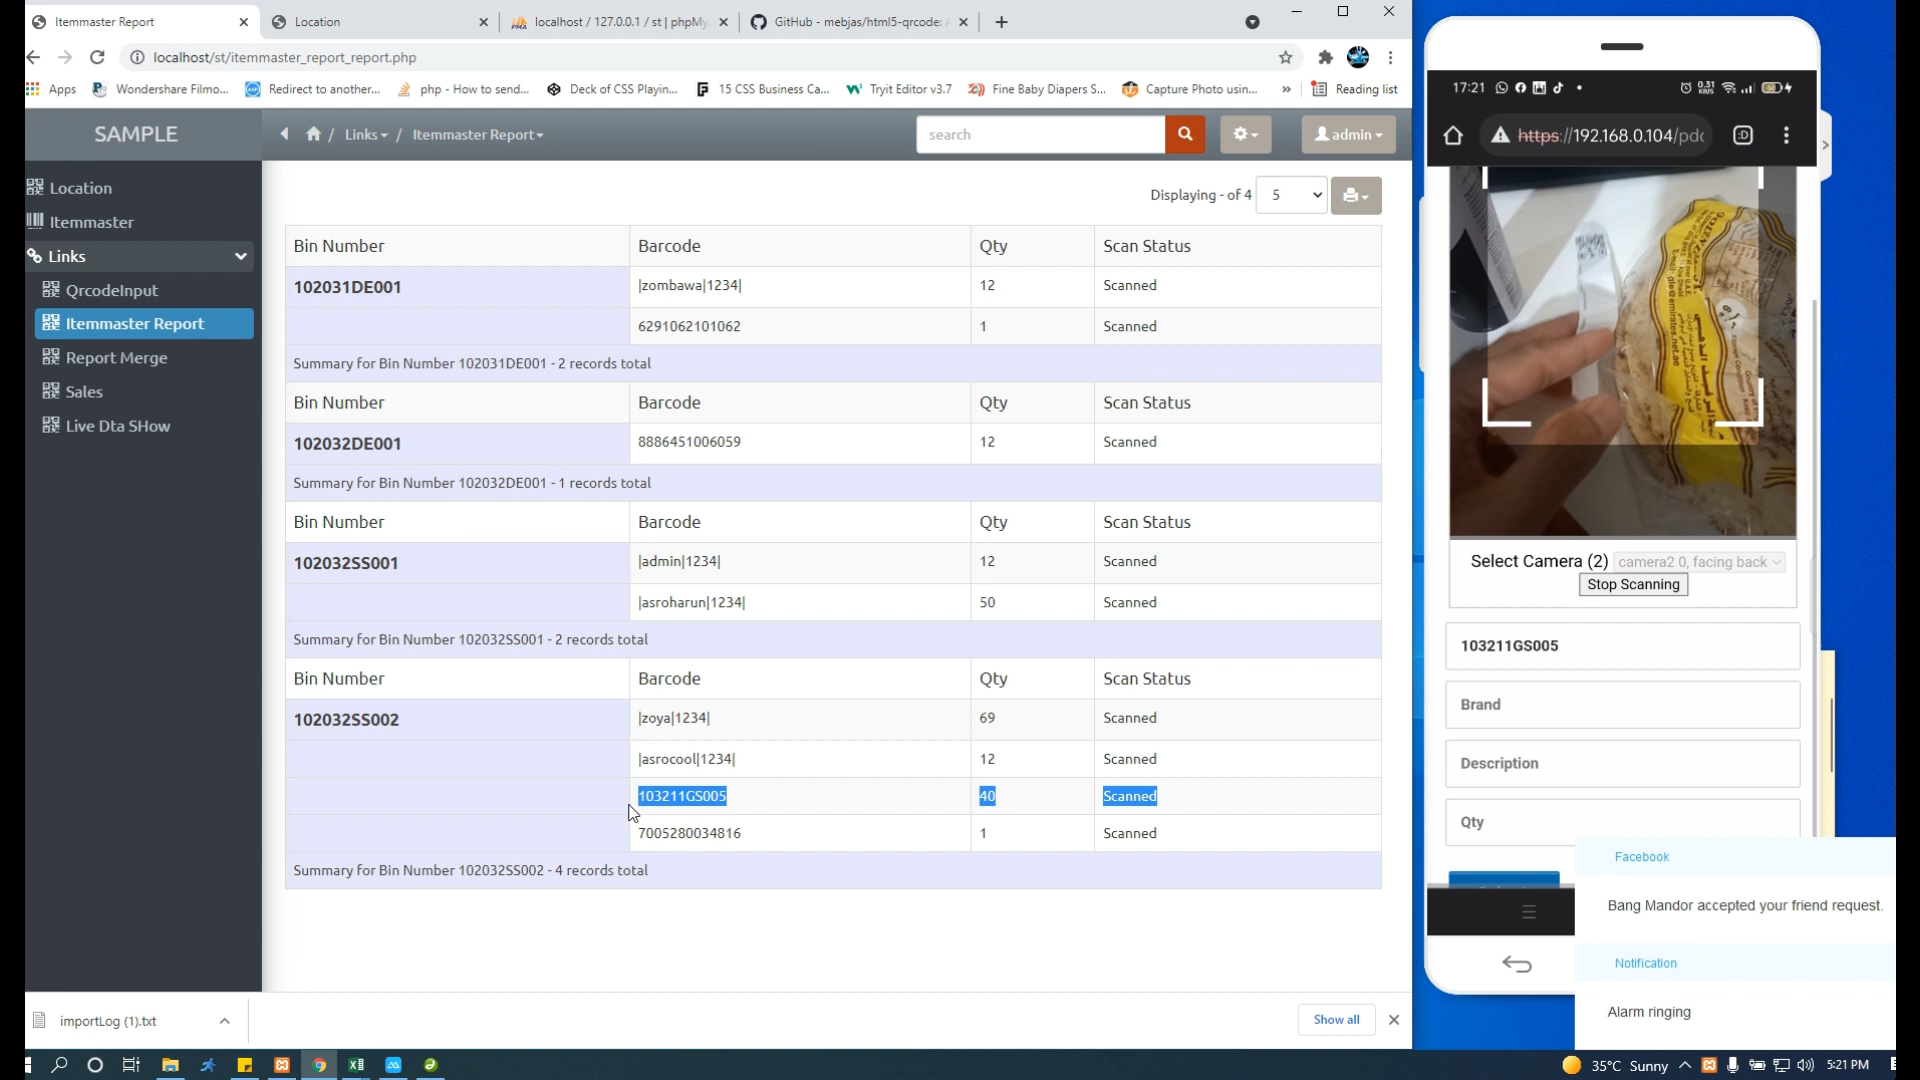 Itemmaster Report
Location
localhost / 127.0.0.1 / st | phpMy
GitHub - mebjas/html5-qrcode:
localhost/st/itemmaster_report_report.php
Apps
Wondershare Filmo...
Redirect to another...
php - How to send...
Deck of CSS Playin...
15 CSS Business Ca...
Tryit Editor v3.7
Fine Baby Diapers S...
Capture Photo usin...
»
Reading list
SAMPLE
/ Links / Itemmaster Report
search
admin
Location
Itemmaster
Links
QrcodeInput
Itemmaster Report
Report Merge
Sales
Live Dta SHow
Displaying - of 4 5
Bin Number Barcode Qty Scan Status
102031DE001 |zombawa|1234| 12 Scanned
6291062101062 1 Scanned
Summary for Bin Number 102031DE001 - 2 records total
Bin Number Barcode Qty Scan Status
102032DE001 8886451006059 12 Scanned
Summary for Bin Number 102032DE001 - 1 records total
Bin Number Barcode Qty Scan Status
102032SS001 |admin|1234| 12 Scanned
|asroharun|1234| 50 Scanned
Summary for Bin Number 102032SS001 - 2 records total
Bin Number Barcode Qty Scan Status
102032SS002 |zoya|1234| 69 Scanned
|asrocool|1234| 12 Scanned
103211GS005 40 Scanned
7005280034816 1 Scanned
Summary for Bin Number 102032SS002 - 4 records total
importLog (1).txt
Show all
17:21
0.31
KB/S
https://192.168.0.104/pdc
:D
Select Camera (2) camera2 0, facing back
Stop Scanning
103211GS005
Brand
Description
Qty
Facebook
Bang Mandor accepted your friend request.
Notification
Alarm ringing
35°C Sunny
5:21 PM